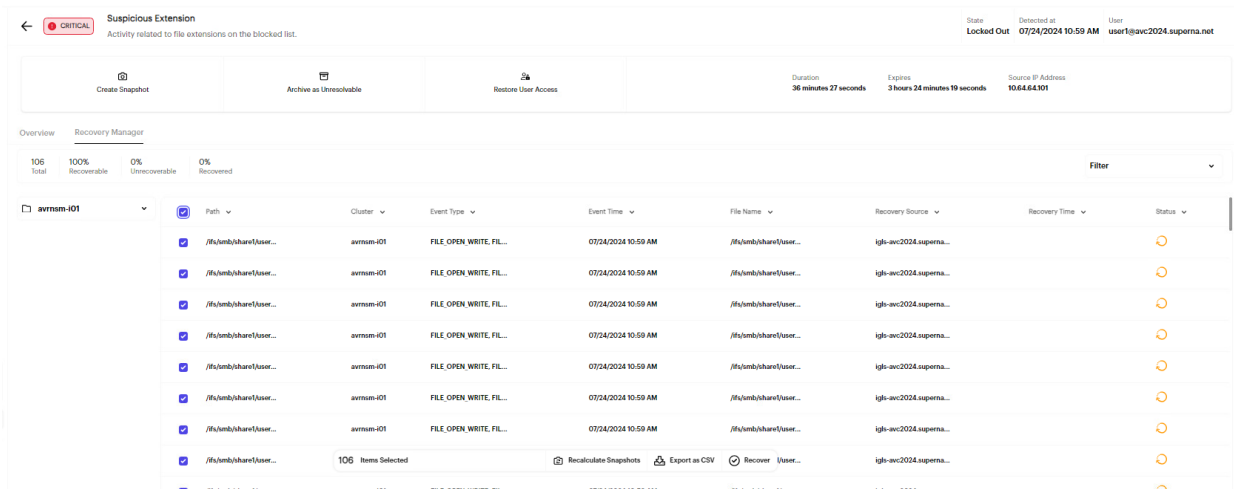 CRITICAL
Suspicious Extension
Activity related to file extensions on the blocked list.
State Detected at User
Locked Out 07/24/2024 10:59 AM user1@avc2024.superna.net
Create Snapshot Archive as Unresolvable Restore User Access
Duration Expires Source IP Address
36 minutes 27 seconds 3 hours 24 minutes 19 seconds 10.64.64.101
Overview Recovery Manager
106 100% 0% 0%
Total Recoverable Unrecoverable Recovered
Filter
avrnsm-i01
Path Cluster Event Type Event Time File Name Recovery Source Recovery Time Status
/ifs/smb/share1/user... avrnsm-i01 FILE_OPEN_WRITE, FIL... 07/24/2024 10:59 AM /ifs/smb/share1/user... igls-avc2024.superna...
/ifs/smb/share1/user... avrnsm-i01 FILE_OPEN_WRITE, FIL... 07/24/2024 10:59 AM /ifs/smb/share1/user... igls-avc2024.superna...
/ifs/smb/share1/user... avrnsm-i01 FILE_OPEN_WRITE, FIL... 07/24/2024 10:59 AM /ifs/smb/share1/user... igls-avc2024.superna...
/ifs/smb/share1/user... avrnsm-i01 FILE_OPEN_WRITE, FIL... 07/24/2024 10:59 AM /ifs/smb/share1/user... igls-avc2024.superna...
/ifs/smb/share1/user... avrnsm-i01 FILE_OPEN_WRITE, FIL... 07/24/2024 10:59 AM /ifs/smb/share1/user... igls-avc2024.superna...
/ifs/smb/share1/user... avrnsm-i01 FILE_OPEN_WRITE, FIL... 07/24/2024 10:59 AM /ifs/smb/share1/user... igls-avc2024.superna...
/ifs/smb/share1/user... avrnsm-i01 FILE_OPEN_WRITE, FIL... 07/24/2024 10:59 AM /ifs/smb/share1/user... igls-avc2024.superna...
/ifs/smb/share1/user... 106 Items Selected Recalculate Snapshots Export as CSV Recover /user... igls-avc2024.superna...